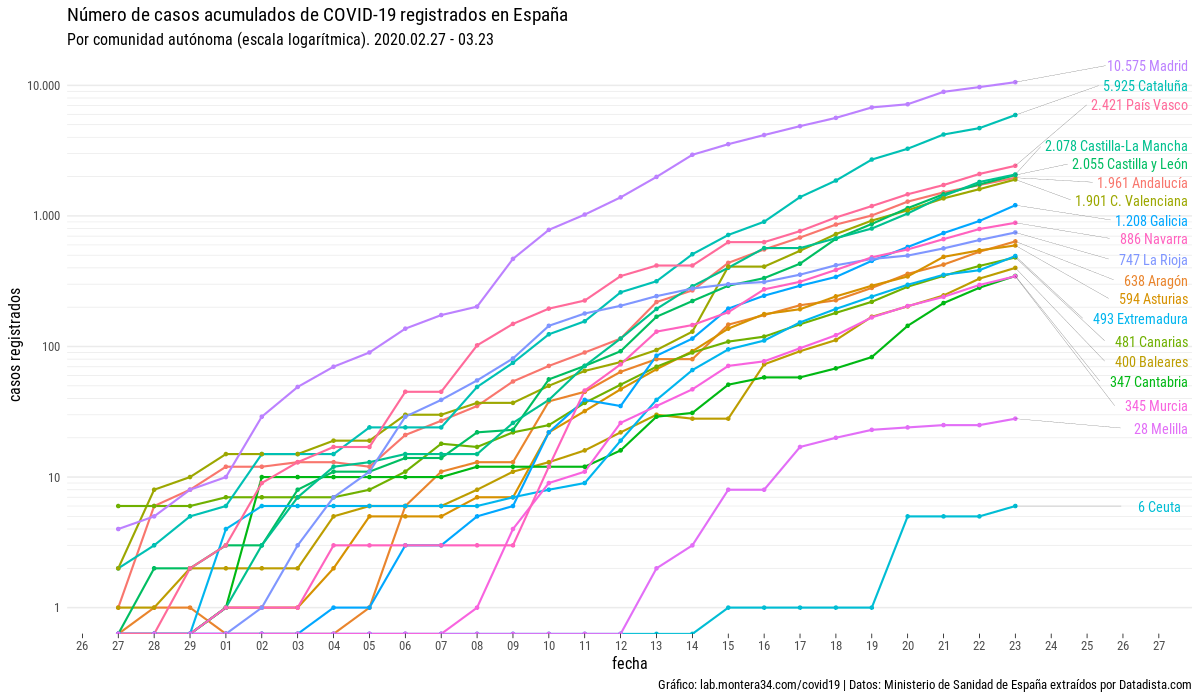 Número de casos acumulados de COVID-19 registrados en España
Por comunidad autónoma (escala logarítmica). 2020.02.27 - 03.23
10.575 Madrid
5.925 Cataluña
2.421 País Vasco
2.078 Castilla-La Mancha
2.055 Castilla y León
1.961 Andalucía
1.901 C. Valenciana
1.208 Galicia
886 Navarra
747 La Rioja
638 Aragón
594 Asturias
493 Extremadura
481 Canarias
400 Baleares
347 Cantabria
345 Murcia
28 Melilla
6 Ceuta
10.000
1.000
100
10
1
casos registrados
26 27 28 29 01 02 03 04 05 06 07 08 09 10 11 12 13 14 15 16 17 18 19 20 21 22 23 24 25 26 27
fecha
Gráfico: lab.montera34.com/covid19 | Datos: Ministerio de Sanidad de España extraídos por Datadista.com